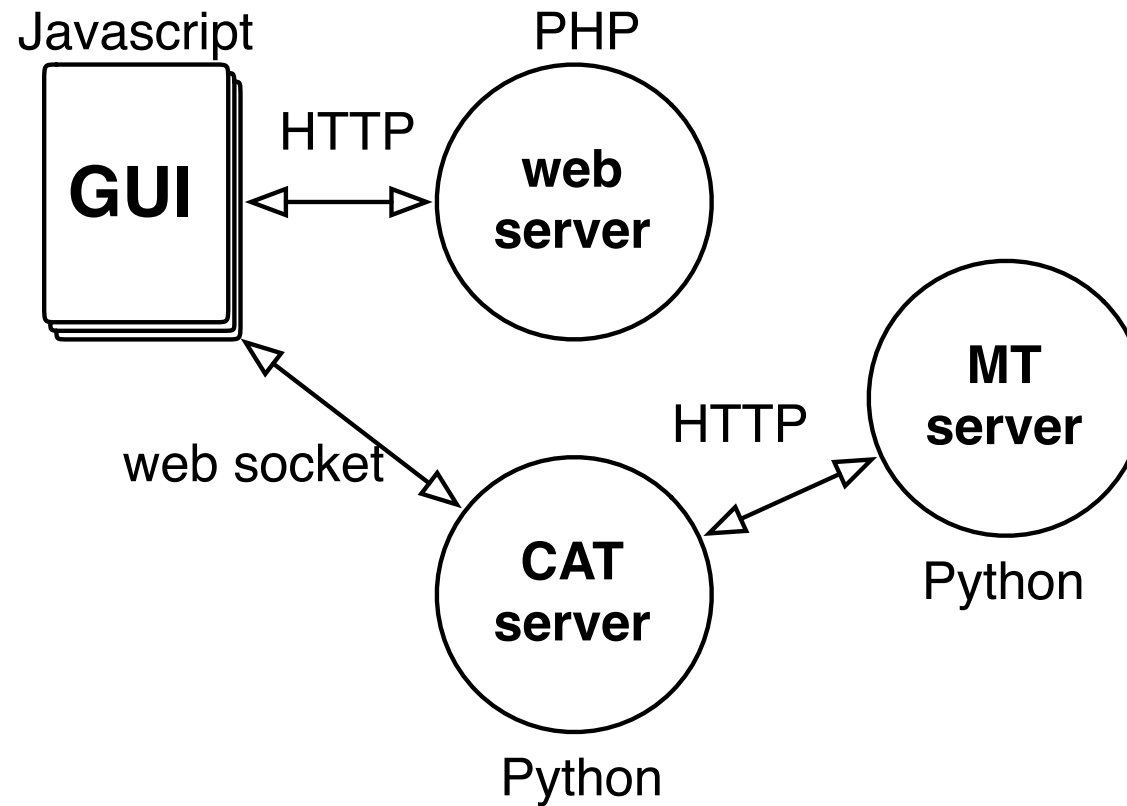 Javascript
PHP
GUI
HTTP
web
server
MT
server
HTTP
web socket
CAT
server
Python
Python